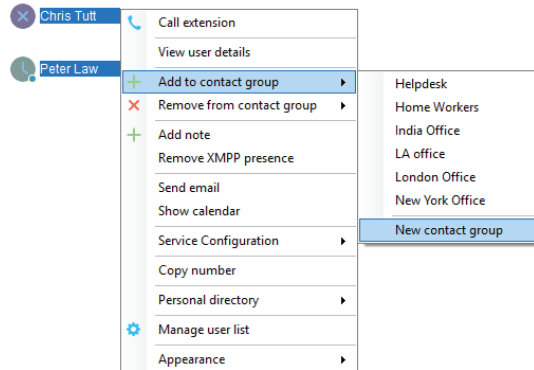 Chris Tutt
Peter Law
Call extension
View user details
Add to contact group
Remove from contact group
Add note
Remove XMPP presence
Send email
Show calendar
Service Configuration
Copy number
Personal directory
Manage user list
Appearance
Helpdesk
Home Workers
India Office
LA office
London Office
New York Office
New contact group